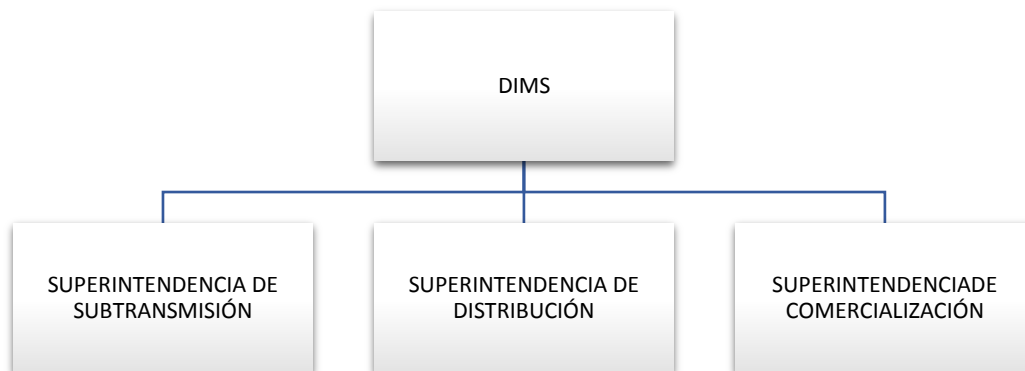 DIMS
SUPERINTENDENCIA DE
SUBTRANSMISIÓN
SUPERINTENDENCIA DE
DISTRIBUCIÓN
SUPERINTENDENCIADE
COMERCIALIZACIÓN